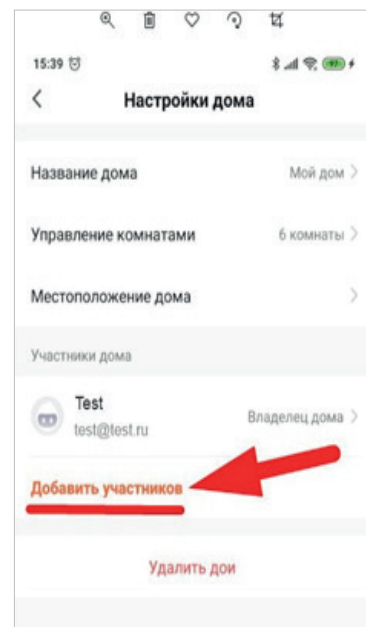 15:39
Настройки дома
Название дома
Мой дом
Управление комнатами
6 комнаты
Местоположение дома
Участники дома
Test
test@test.ru
Владелец дома
Добавить участников
Удалить дои